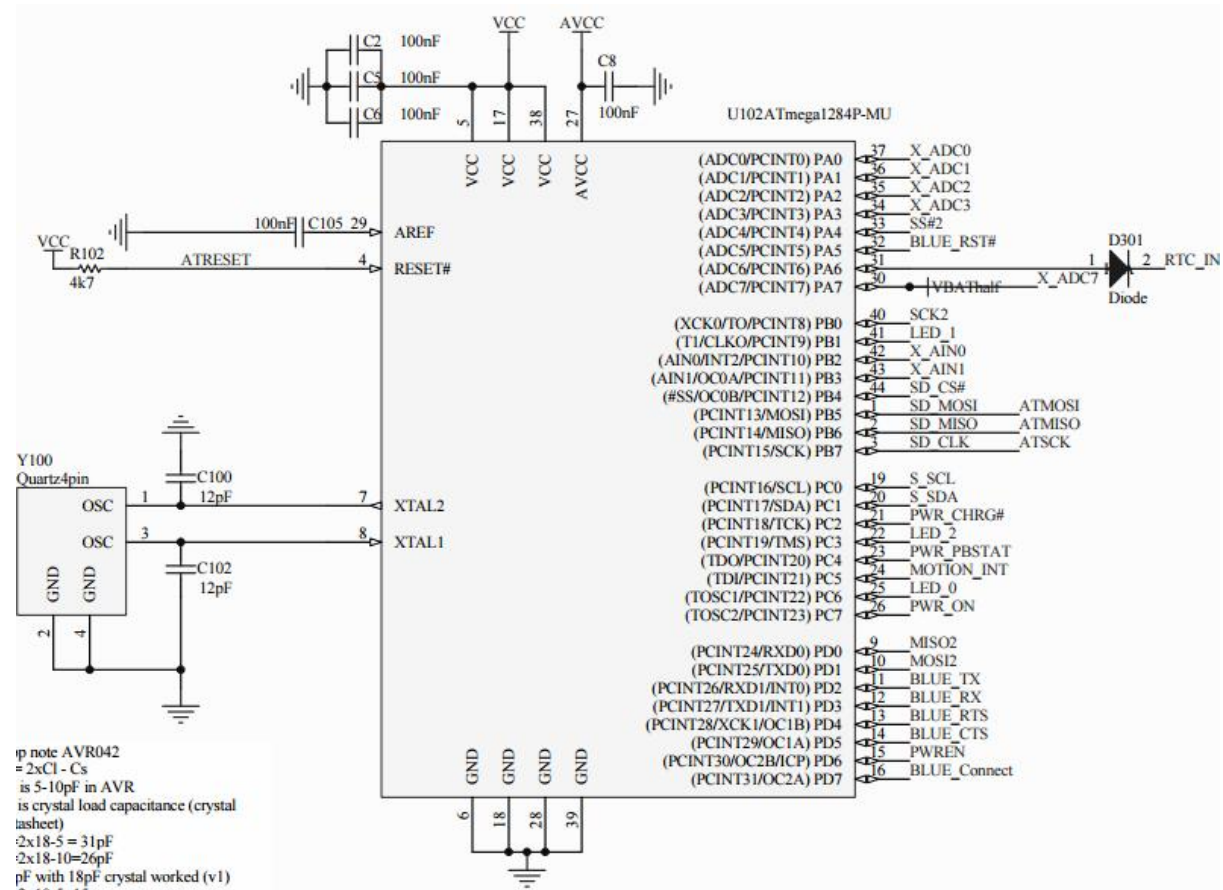 VCC AVCC
C2 100nF
C5 100nF
C6 100nF
C8
100nF
5 17 38 27
VCC VCC VCC AVCC
U102ATmega1284P-MU
100nF C105 29 AREF
VCC
R102
4k7
ATRESET 4 RESET#
(ADC0/PCINT0) PA0 37 X_ADC0
(ADC1/PCINT1) PA1 36 X_ADC1
(ADC2/PCINT2) PA2 35 X_ADC2
(ADC3/PCINT3) PA3 34 X_ADC3
(ADC4/PCINT4) PA4 33 SS#2
(ADC5/PCINT5) PA5 32 BLUE_RST#
(ADC6/PCINT6) PA6 31
(ADC7/PCINT7) PA7 30 VBAThalf X_ADC7
D301
1 2 RTC_IN
Diode
(XCK0/TO/PCINT8) PB0 40 SCK2
(T1/CLKO/PCINT9) PB1 41 LED_1
(AIN0/INT2/PCINT10) PB2 42 X_AIN0
(AIN1/OC0A/PCINT11) PB3 43 X_AIN1
(#SS/OC0B/PCINT12) PB4 44 SD_CS#
(PCINT13/MOSI) PB5 1 SD_MOSI ATMOSI
(PCINT14/MISO) PB6 2 SD_MISO ATMISO
(PCINT15/SCK) PB7 3 SD_CLK ATSCK
Y100
Quartz4pin
C100
12pF
OSC 1 7 XTAL2
OSC 3 8 XTAL1
C102
12pF
GND GND
2 4
(PCINT16/SCL) PC0 19 S_SCL
(PCINT17/SDA) PC1 20 S_SDA
(PCINT18/TCK) PC2 21 PWR_CHRG#
(PCINT19/TMS) PC3 22 LED_2
(TDO/PCINT20) PC4 23 PWR_PBSTAT
(TDI/PCINT21) PC5 24 MOTION_INT
(TOSC1/PCINT22) PC6 25 LED_0
(TOSC2/PCINT23) PC7 26 PWR_ON
(PCINT24/RXD0) PD0 9 MISO2
(PCINT25/TXD0) PD1 10 MOSI2
(PCINT26/RXD1/INT0) PD2 11 BLUE_TX
(PCINT27/TXD1/INT1) PD3 12 BLUE_RX
(PCINT28/XCK1/OC1B) PD4 13 BLUE_RTS
(PCINT29/OC1A) PD5 14 BLUE_CTS
(PCINT30/OC2B/ICP) PD6 15 PWREN
(PCINT31/OC2A) PD7 16 BLUE_Connect
GND GND GND GND
6 18 28 39
p note AVR042
= 2xCl - Cs
is 5-10pF in AVR
is crystal load capacitance (crystal
tasheet)
=2x18-5 = 31pF
=2x18-10=26pF
pF with 18pF crystal worked (v1)